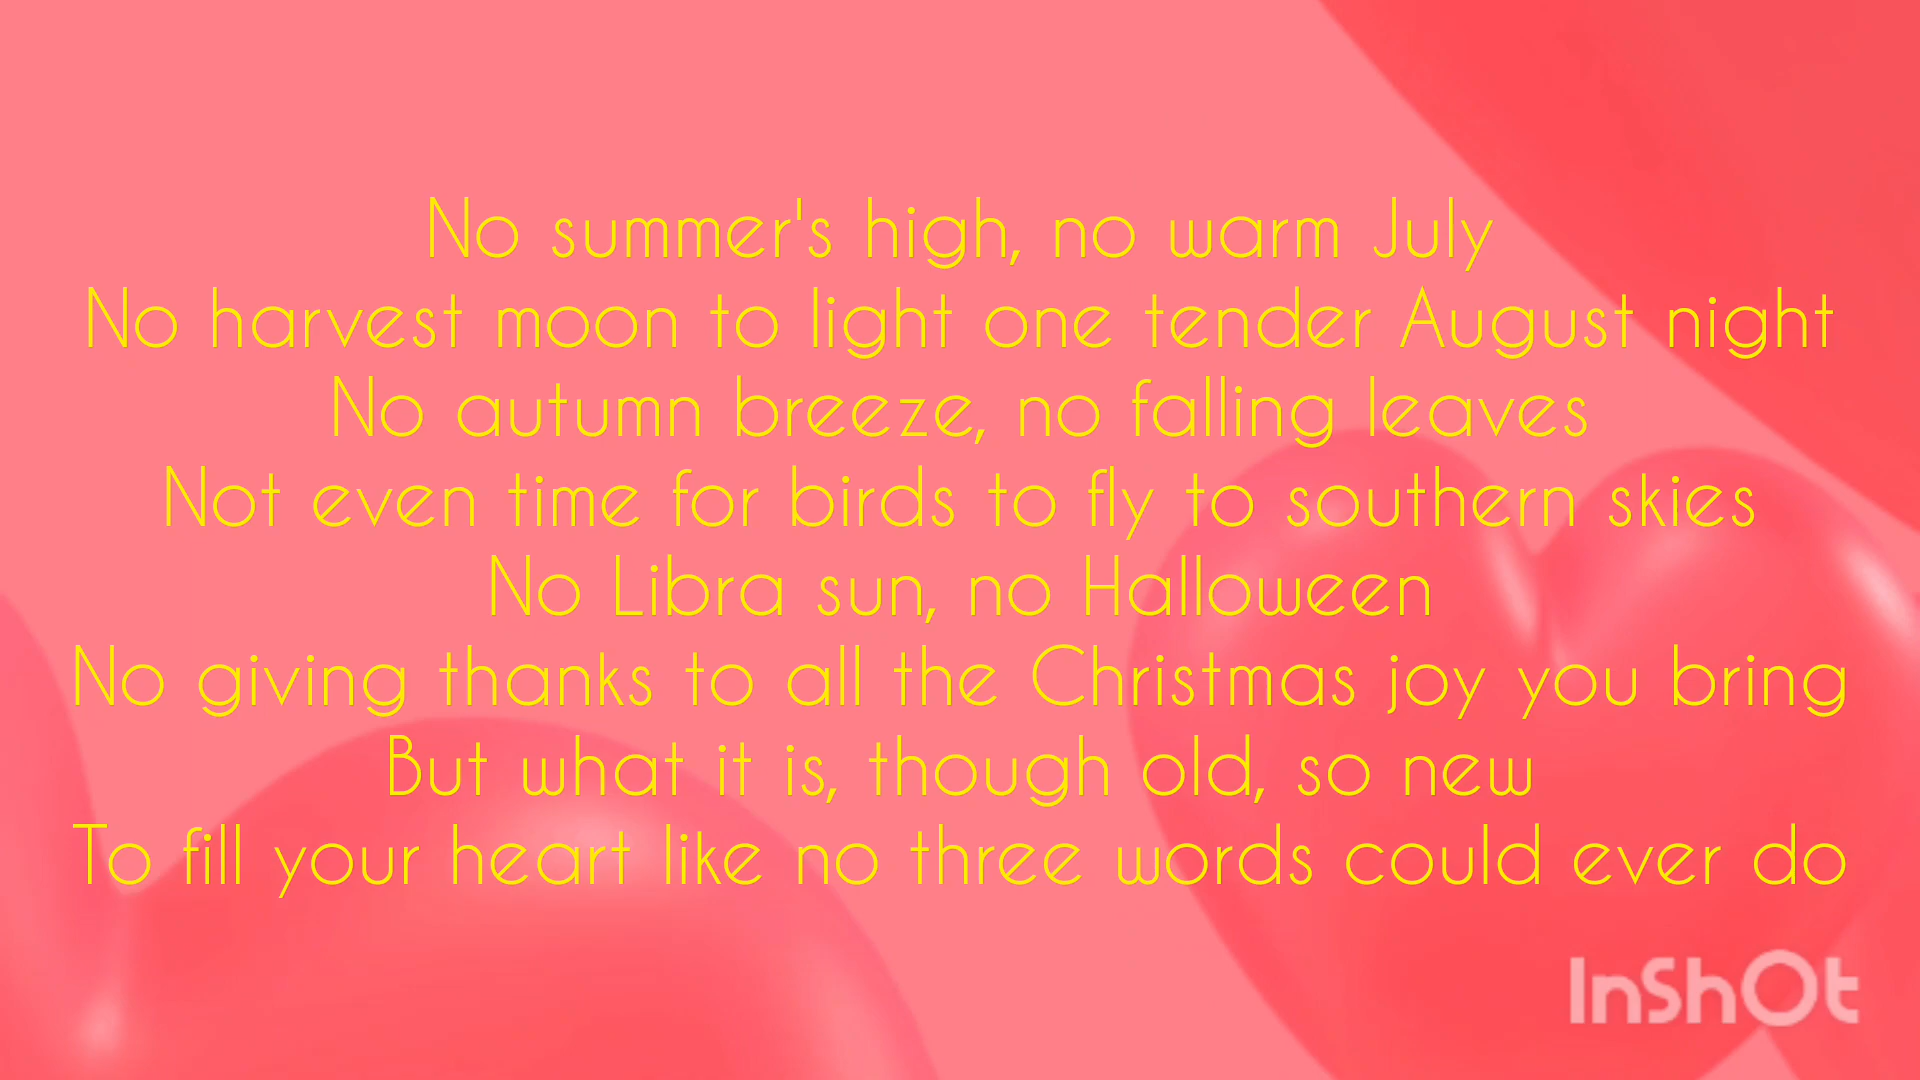 No summer's high, no warm July
No harvest moon to light one tender August night
No autumn breeze, no falling leaves
Not even time for birds to fly to southern skies
No Libra sun, no Halloween
No giving thanks to all the Christmas joy you bring
But what it is, though old, so new
To fill your heart like no three words could ever do
InShOt